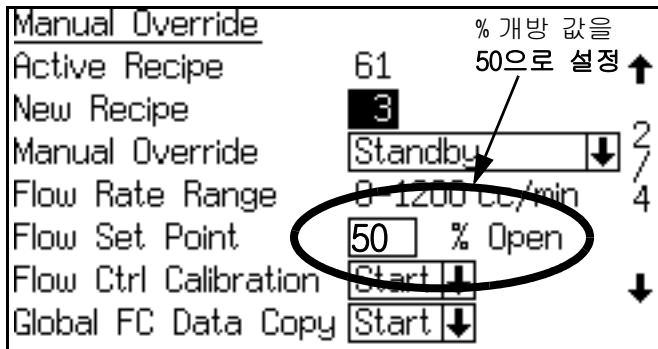 Manual Override
% 개방 값을
50으로 설정
Active Recipe 61
New Recipe 3
Manual Override Standby
Flow Rate Range 0-1200 cc/min
Flow Set Point 50 % Open
Flow Ctrl Calibration Start
Global FC Data Copy Start
2/4